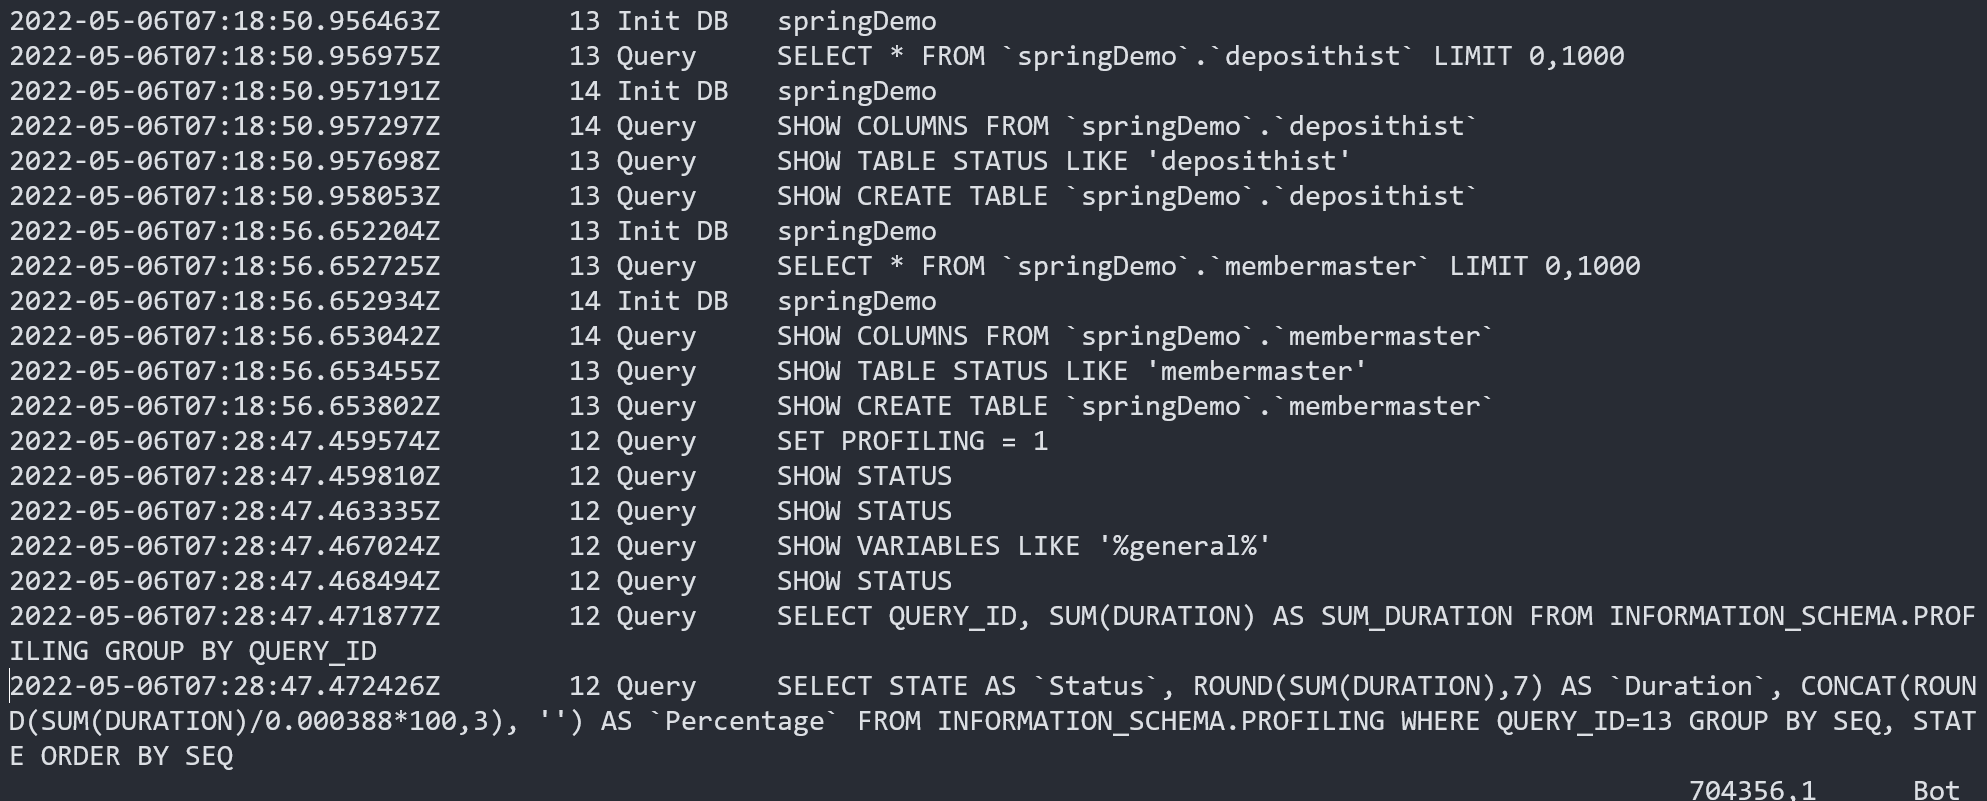 2022-05-06T07:18:50.956463Z        13 Init DB   springDemo
2022-05-06T07:18:50.956975Z        13 Query     SELECT * FROM `springDemo`.`deposithist` LIMIT 0,1000
2022-05-06T07:18:50.957191Z        14 Init DB   springDemo
2022-05-06T07:18:50.957297Z        14 Query     SHOW COLUMNS FROM `springDemo`.`deposithist`
2022-05-06T07:18:50.957698Z        13 Query     SHOW TABLE STATUS LIKE 'deposithist'
2022-05-06T07:18:50.958053Z        13 Query     SHOW CREATE TABLE `springDemo`.`deposithist`
2022-05-06T07:18:56.652204Z        13 Init DB   springDemo
2022-05-06T07:18:56.652725Z        13 Query     SELECT * FROM `springDemo`.`membermaster` LIMIT 0,1000
2022-05-06T07:18:56.652934Z        14 Init DB   springDemo
2022-05-06T07:18:56.653042Z        14 Query     SHOW COLUMNS FROM `springDemo`.`membermaster`
2022-05-06T07:18:56.653455Z        13 Query     SHOW TABLE STATUS LIKE 'membermaster'
2022-05-06T07:18:56.653802Z        13 Query     SHOW CREATE TABLE `springDemo`.`membermaster`
2022-05-06T07:28:47.459574Z        12 Query     SET PROFILING = 1
2022-05-06T07:28:47.459810Z        12 Query     SHOW STATUS
2022-05-06T07:28:47.463335Z        12 Query     SHOW STATUS
2022-05-06T07:28:47.467024Z        12 Query     SHOW VARIABLES LIKE '%general%'
2022-05-06T07:28:47.468494Z        12 Query     SHOW STATUS
2022-05-06T07:28:47.471877Z        12 Query     SELECT QUERY_ID, SUM(DURATION) AS SUM_DURATION FROM INFORMATION_SCHEMA.PROF
ILING GROUP BY QUERY_ID
2022-05-06T07:28:47.472426Z        12 Query     SELECT STATE AS `Status`, ROUND(SUM(DURATION),7) AS `Duration`, CONCAT(ROUN
D(SUM(DURATION)/0.000388*100,3), '') AS `Percentage` FROM INFORMATION_SCHEMA.PROFILING WHERE QUERY_ID=13 GROUP BY SEQ, STAT
E ORDER BY SEQ
704356,1      Bot